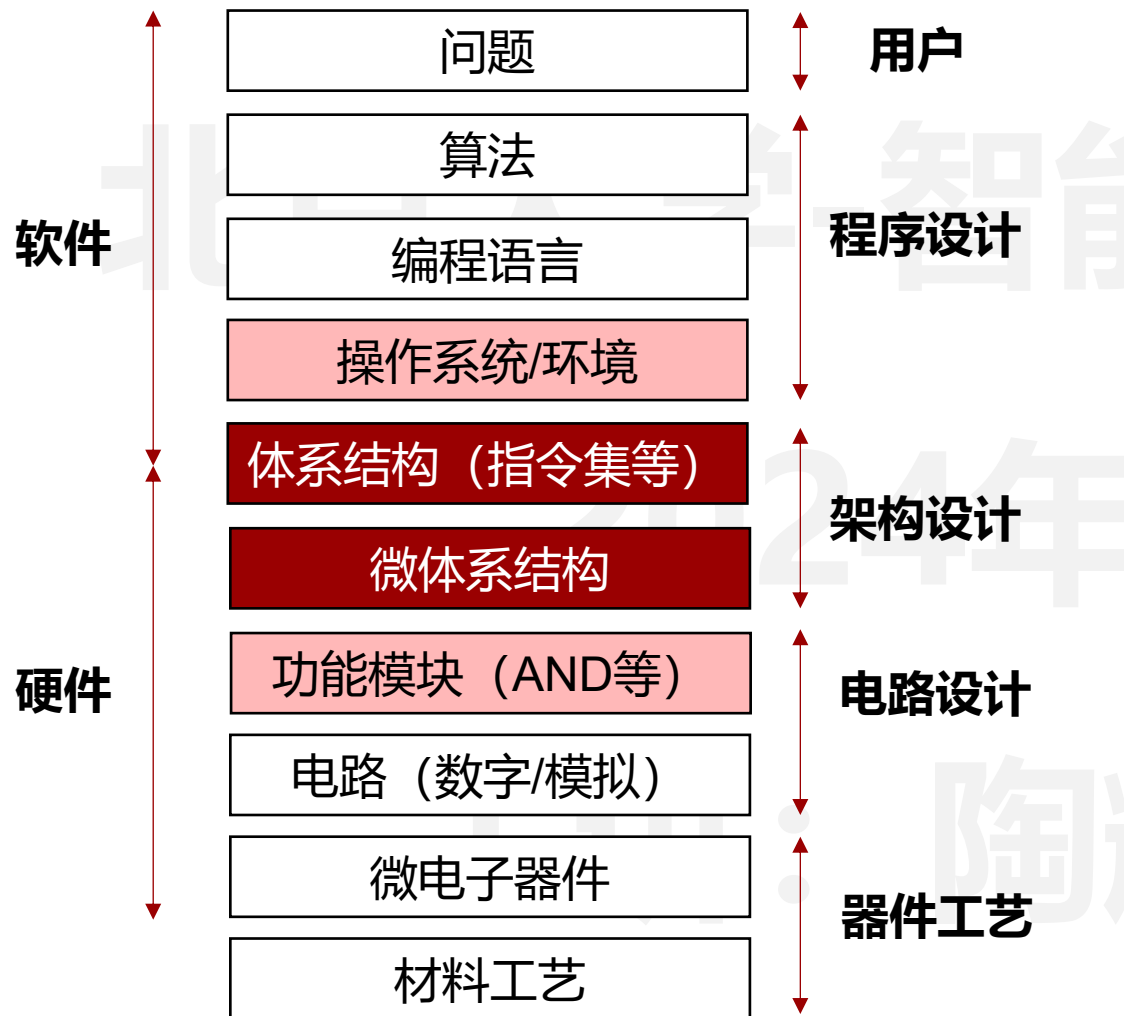 问题
用户
算法
程序设计
软件
编程语言
操作系统/环境
体系结构（指令集等）
架构设计
微体系结构
功能模块（AND等）
硬件
电路设计
电路（数字/模拟）
微电子器件
器件工艺
材料工艺